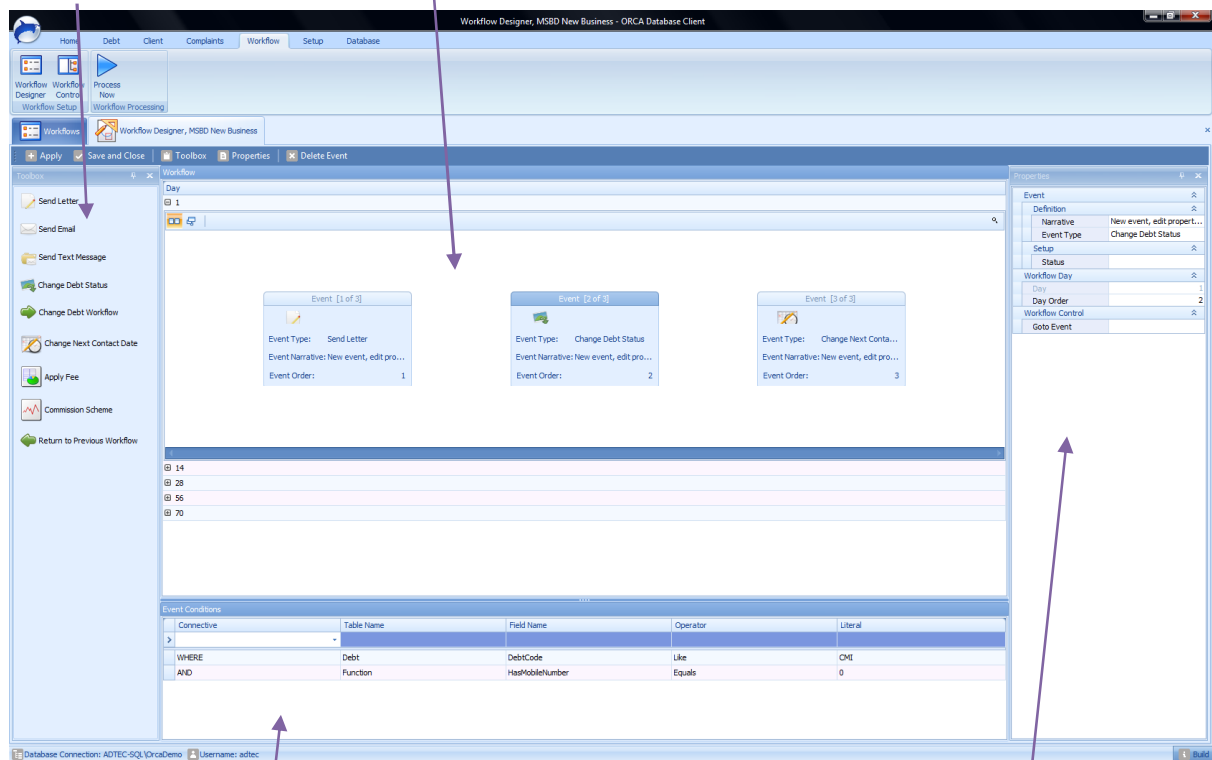 Workflow Designer, MSBD New Business - ORCA Database Client
Home Debt Client Complaints Workflow Setup Database
Workflow Designer
Workflow Control
Process Now
Workflow Setup
Workflow Processing
Workflows
Workflow Designer, MSBD New Business
Apply Save and Close Toolbox Properties Delete Event
Toolbox
Send Letter
Send Email
Send Text Message
Change Debt Status
Change Debt Workflow
Change Next Contact Date
Apply Fee
Commission Scheme
Return to Previous Workflow
Workflow
Day
1
Event [1 of 3]
Event Type: Send Letter
Event Narrative: New event, edit pro...
Event Order: 1
Event [2 of 3]
Event Type: Change Debt Status
Event Narrative: New event, edit pro...
Event Order: 2
Event [3 of 3]
Event Type: Change Next Conta...
Event Narrative: New event, edit pro...
Event Order: 3
14
28
56
70
Event Conditions
Connective Table Name Field Name Operator Literal
WHERE Debt DebtCode Like CMI
AND Function HasMobileNumber Equals 0
Properties
Event
Definition
Narrative New event, edit propert...
Event Type Change Debt Status
Setup
Status
Workflow Day
Day 1
Day Order 2
Workflow Control
Goto Event
Database Connection: ADTEC-SQL\OrcaDemo Username: adtec
Build